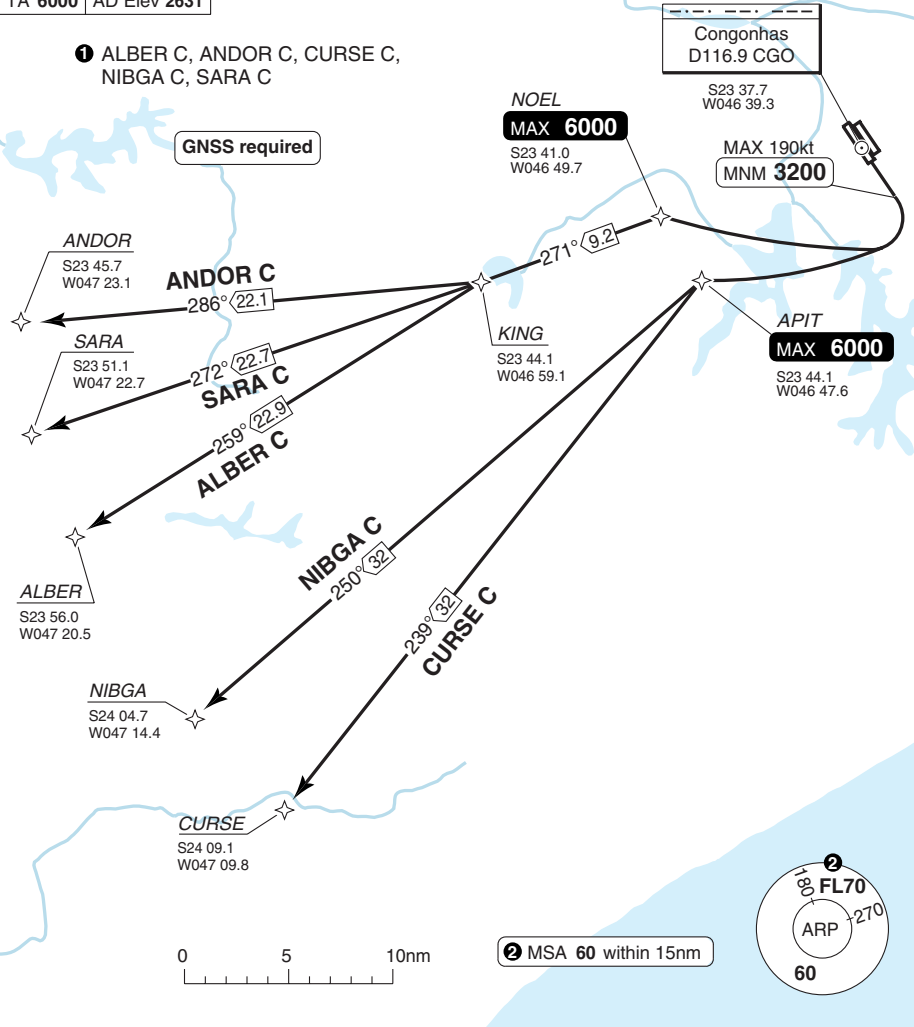 TA 6000 AD Elev 2631
❶ ALBER C, ANDOR C, CURSE C,
NIBGA C, SARA C
GNSS required
Congonhas
D116.9 CGO
S23 37.7
W046 39.3
NOEL
MAX 6000
S23 41.0
W046 49.7
MAX 190kt
MNM 3200
ANDOR
S23 45.7
W047 23.1
ANDOR C
286° 22.1
271° 9.2
KING
S23 44.1
W046 59.1
APIT
MAX 6000
S23 44.1
W046 47.6
SARA
S23 51.1
W047 22.7
272° 22.7
SARA C
259° 22.9
ALBER C
ALBER
S23 56.0
W047 20.5
NIBGA C
250° 32
239° 32
CURSE C
NIBGA
S24 04.7
W047 14.4
CURSE
S24 09.1
W047 09.8
0 5 10nm
❷ MSA 60 within 15nm
❷
180
FL70
270
ARP
60